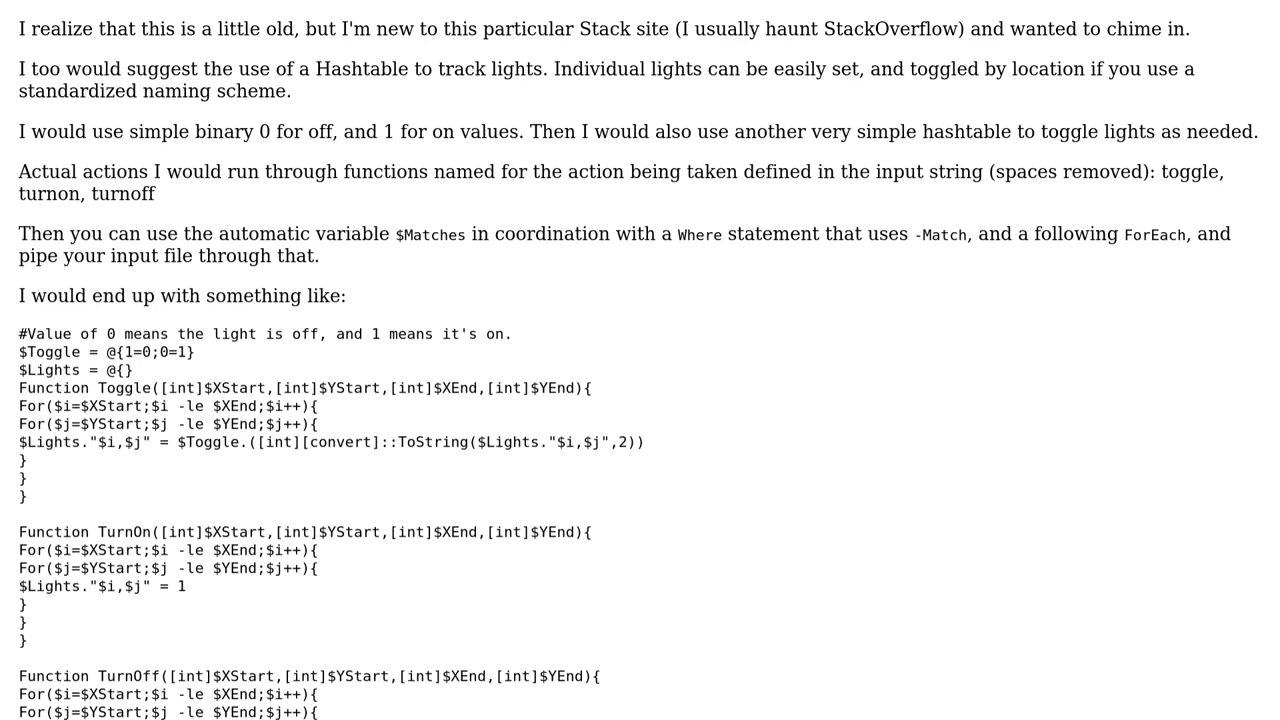 I realize that this is a little old, but I'm new to this particular Stack site (I usually haunt StackOverflow) and wanted to chime in.
I too would suggest the use of a Hashtable to track lights. Individual lights can be easily set, and toggled by location if you use a
standardized naming scheme.
I would use simple binary 0 for off, and 1 for on values. Then I would also use another very simple hashtable to toggle lights as needed.
Actual actions I would run through functions named for the action being taken defined in the input string (spaces removed): toggle,
turnon, turnoff
Then you can use the automatic variable $Matches in coordination with a Where statement that uses -Match, and a following ForEach, and
pipe your input file through that.
I would end up with something like:
#Value of 0 means the light is off, and 1 means it's on.
$Toggle = @{1=0;0=1}
$Lights = @{}
Function Toggle([int]$XStart,[int]$YStart,[int]$XEnd,[int]$YEnd){
For($i=$XStart;$i -le $XEnd;$i++){
For($j=$YStart;$j -le $YEnd;$j++){
$Lights."$i,$j" = $Toggle.([int][convert]::ToString($Lights."$i,$j",2))
}
}
}
Function TurnOn([int]$XStart,[int]$YStart,[int]$XEnd,[int]$YEnd){
For($i=$XStart;$i -le $XEnd;$i++){
For($j=$YStart;$j -le $YEnd;$j++){
$Lights."$i,$j" = 1
}
}
}
Function TurnOff([int]$XStart,[int]$YStart,[int]$XEnd,[int]$YEnd){
For($i=$XStart;$i -le $XEnd;$i++){
For($j=$YStart;$j -le $YEnd;$j++){